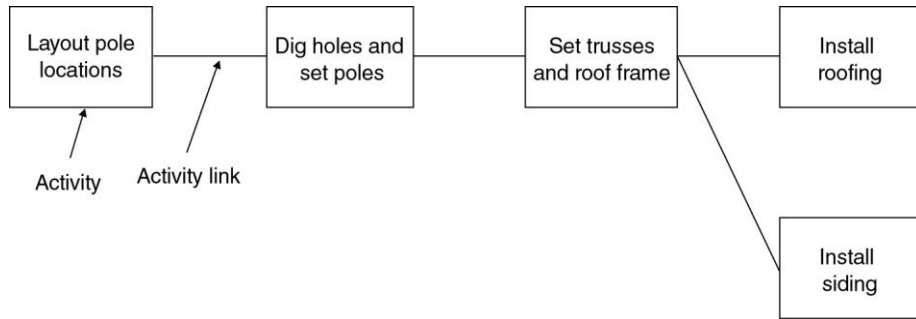 Layout pole
locations
Dig holes and
set poles
Set trusses
and roof frame
Install
roofing
Activity
Activity link
Install
siding